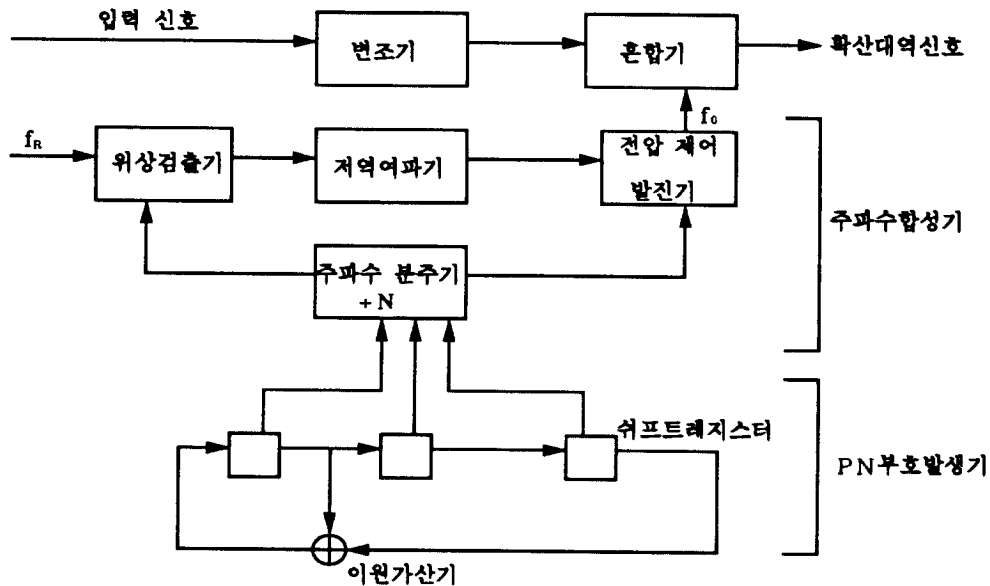 입력 신호
변조기
혼합기
확산대역신호
f₀
f_R
위상검출기
저역여파기
전압 제어
발진기
주파수합성기
주파수 분주기
+ N
쉬프트레지스터
PN부호발생기
이원가산기